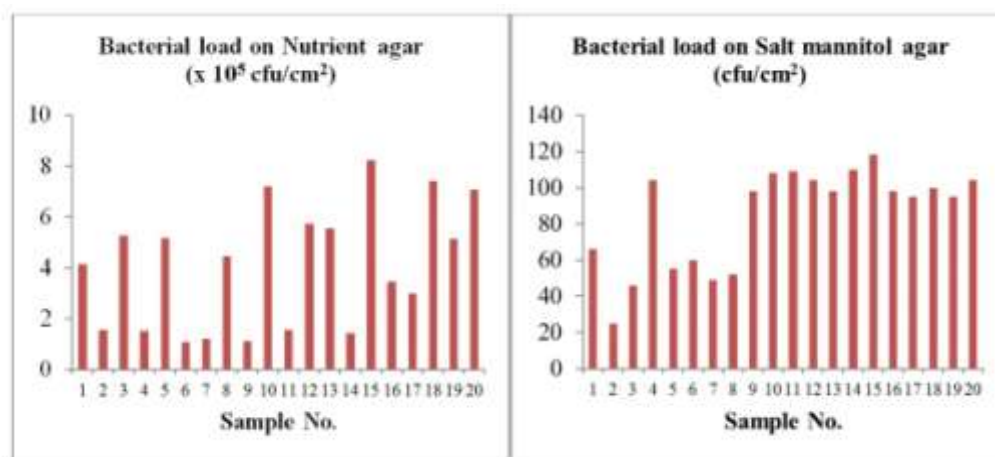 Bacterial load on Nutrient agar
(x 10⁵ cfu/cm²)
10
8
6
4
2
0
1 2 3 4 5 6 7 8 9 10 11 12 13 14 15 16 17 18 19 20
Sample No.
Bacterial load on Salt mannitol agar
(cfu/cm²)
140
120
100
80
60
40
20
0
1 2 3 4 5 6 7 8 9 10 11 12 13 14 15 16 17 18 19 20
Sample No.